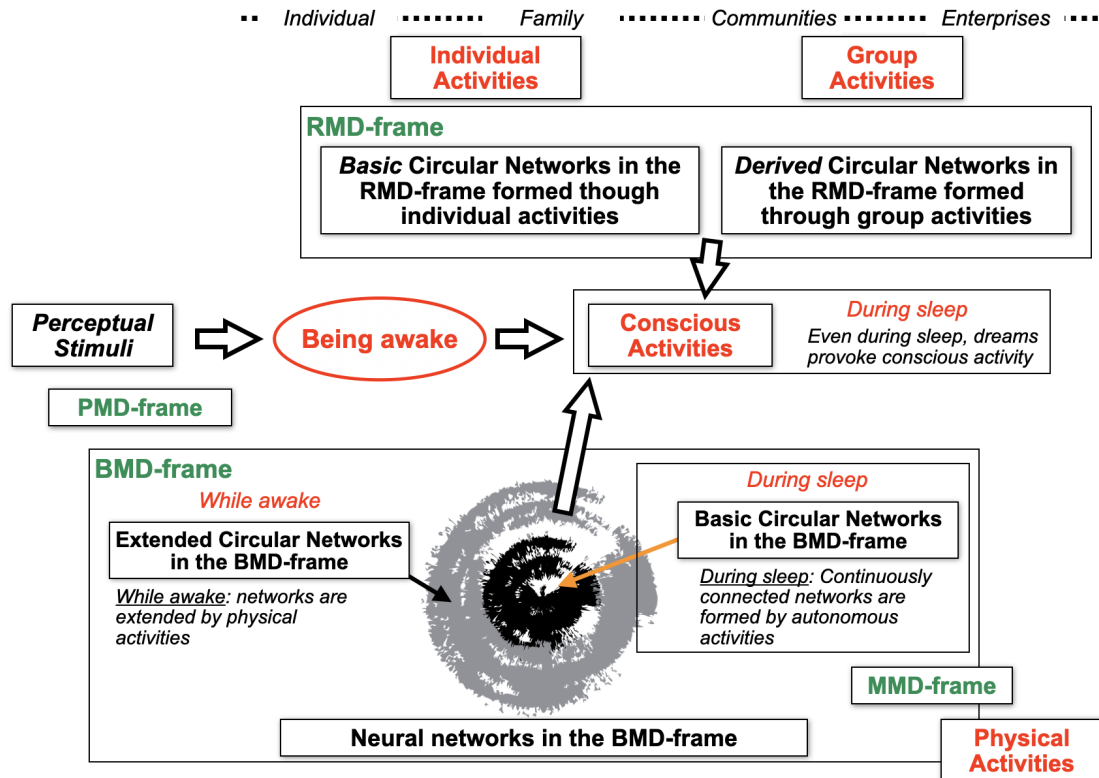 Individual Family Communities Enterprises
Individual
Activities
Group
Activities
RMD-frame
Basic Circular Networks in the
RMD-frame formed though
individual activities
Derived Circular Networks in
the RMD-frame formed
through group activities
Perceptual
Stimuli
Being awake
Conscious
Activities
During sleep
Even during sleep, dreams
provoke conscious activity
PMD-frame
BMD-frame
While awake
Extended Circular Networks
in the BMD-frame
While awake: networks are
extended by physical
activities
During sleep
Basic Circular Networks
in the BMD-frame
During sleep: Continuously
connected networks are
formed by autonomous
activities
MMD-frame
Neural networks in the BMD-frame
Physical
Activities